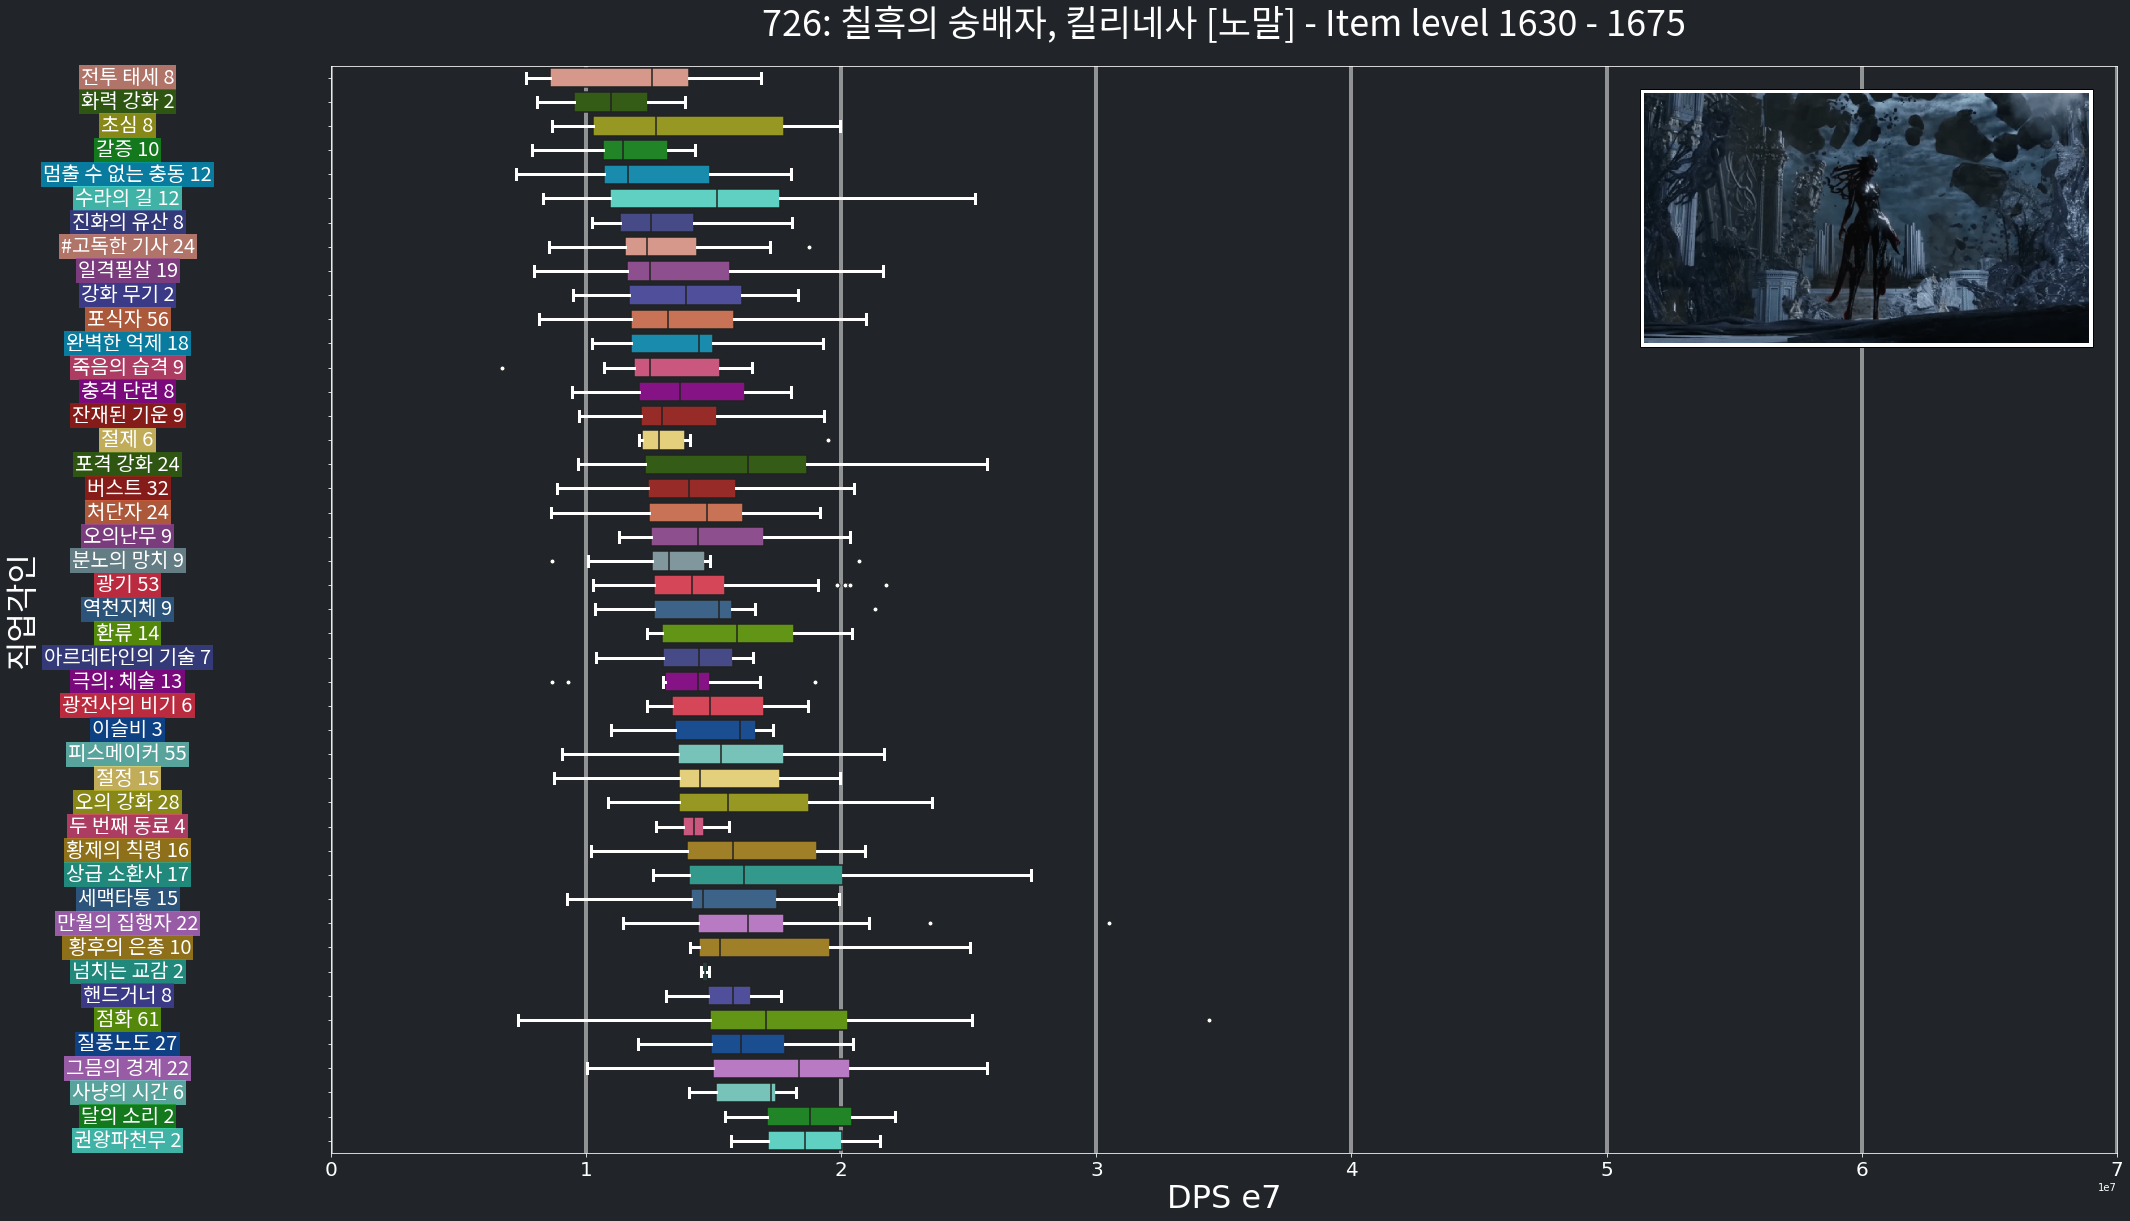 726: 칠흑의 숭배자, 킬리네사 [노말] - Item level 1630 - 1675
전투 태세 8
화력 강화 2
초심 8
갈증 10
멈출 수 없는 충동 12
수라의 길 12
진화의 유산 8
#고독한 기사 24
일격필살 19
강화 무기 2
포식자 56
완벽한 억제 18
죽음의 습격 9
충격 단련 8
잔재된 기운 9
절제 6
포격 강화 24
버스트 32
처단자 24
오의난무 9
분노의 망치 9
광기 53
역천지체 9
환류 14
아르데타인의 기술 7
극의: 체술 13
광전사의 비기 6
이슬비 3
피스메이커 55
절정 15
오의 강화 28
두 번째 동료 4
황제의 칙령 16
상급 소환사 17
세맥타통 15
만월의 집행자 22
황후의 은총 10
넘치는 교감 2
핸드거너 8
점화 61
질풍노도 27
그믐의 경계 22
사냥의 시간 6
달의 소리 2
권왕파천무 2
직업각인
0 1 2 3 4 5 6 7
1e7
DPS e7